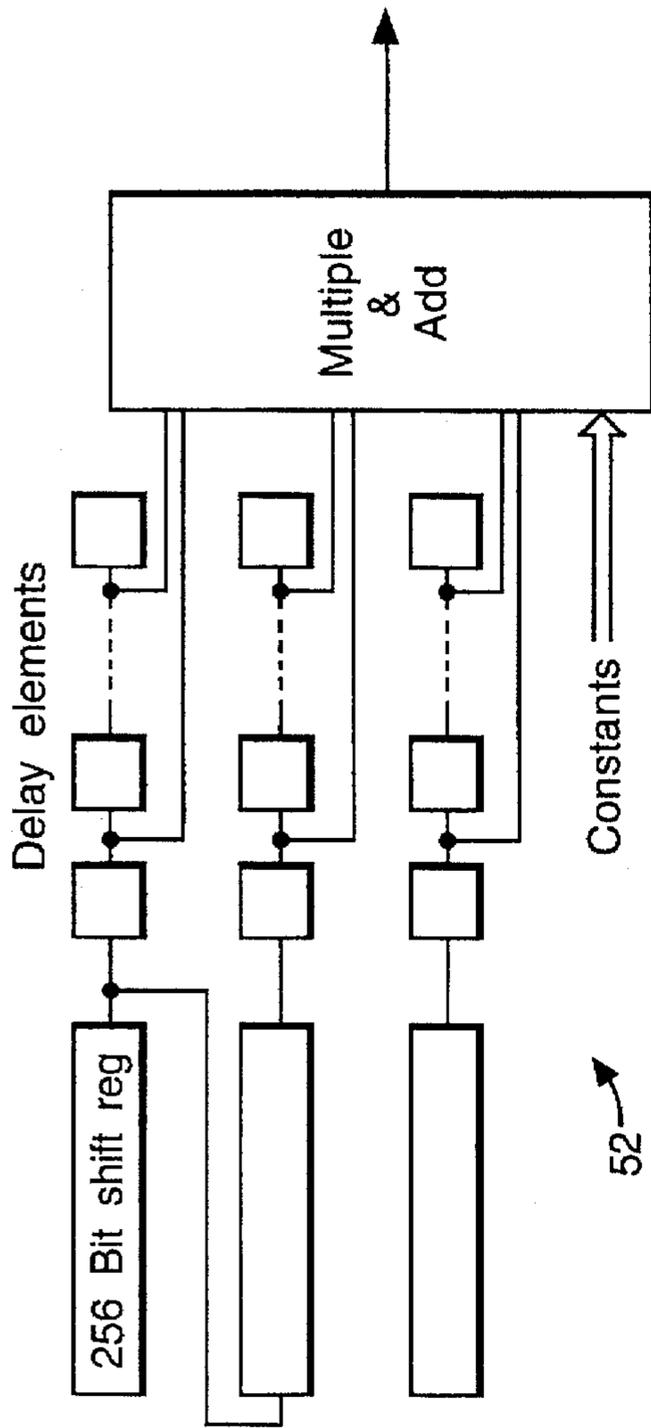 Delay elements
256 Bit shift reg
Multiple
&
Add
Constants
52